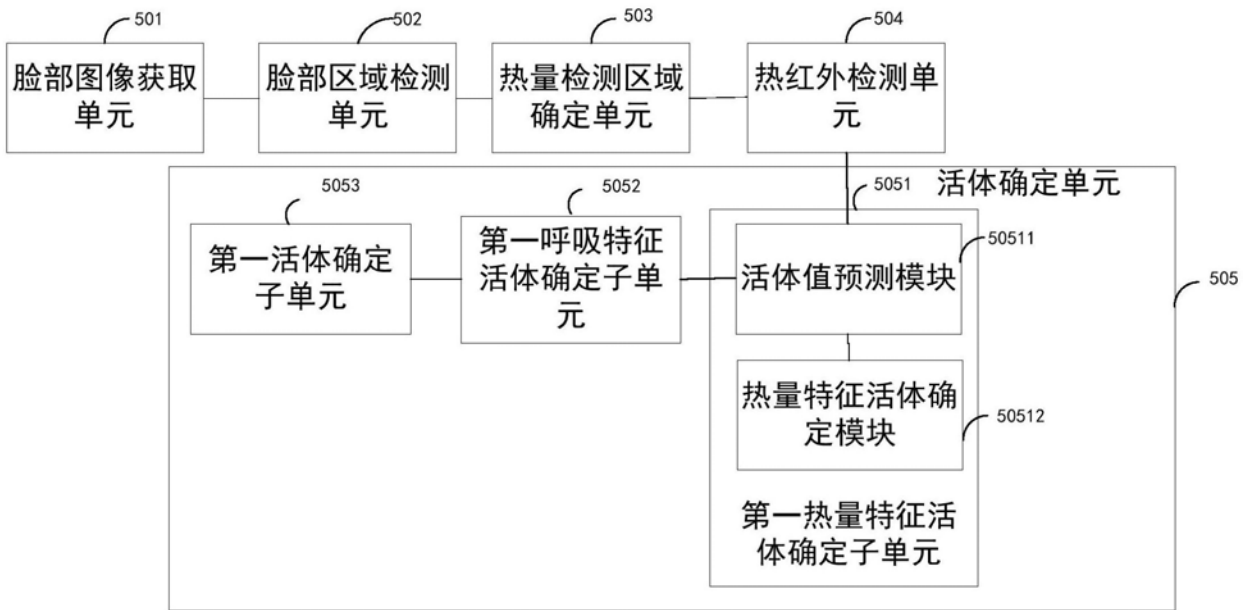 501
502
503
504
脸部图像获取
单元
脸部区域检测
单元
热量检测区域
确定单元
热红外检测单
元
活体确定单元
5053
5052
5051
第一活体确定
子单元
第一呼吸特征
活体确定子单
元
活体值预测模块
50511
505
热量特征活体确
定模块
50512
第一热量特征活
体确定子单元